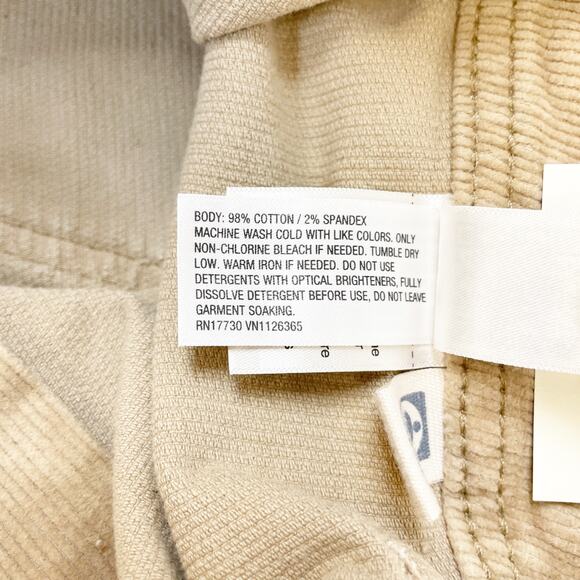 BODY: 98% COTTON / 2% SPANDEX
MACHINE WASH COLD WITH LIKE COLORS. ONLY
NON-CHLORINE BLEACH IF NEEDED. TUMBLE DRY
LOW. WARM IRON IF NEEDED. DO NOT USE
DETERGENTS WITH OPTICAL BRIGHTENERS, FULLY
DISSOLVE DETERGENT BEFORE USE, DO NOT LEAVE
GARMENT SOAKING.
RN17730 VN1126365